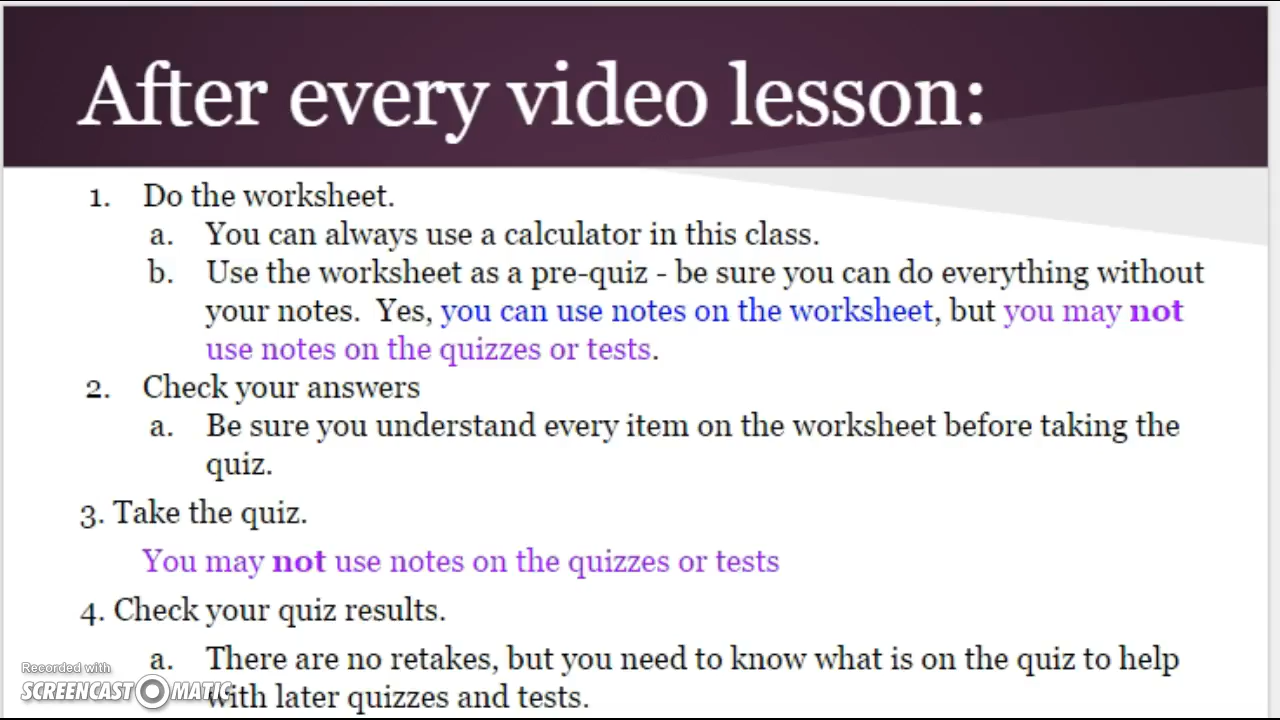 After every video lesson:
1. Do the worksheet.
a. You can always use a calculator in this class.
b. Use the worksheet as a pre-quiz - be sure you can do everything without
your notes. Yes, you can use notes on the worksheet, but you may not
use notes on the quizzes or tests.
2. Check your answers
a. Be sure you understand every item on the worksheet before taking the
quiz.
3. Take the quiz.
You may not use notes on the quizzes or tests
4. Check your quiz results.
a. There are no retakes, but you need to know what is on the quiz to help
with later quizzes and tests.
Recorded with
SCREENCAST-O-MATIC